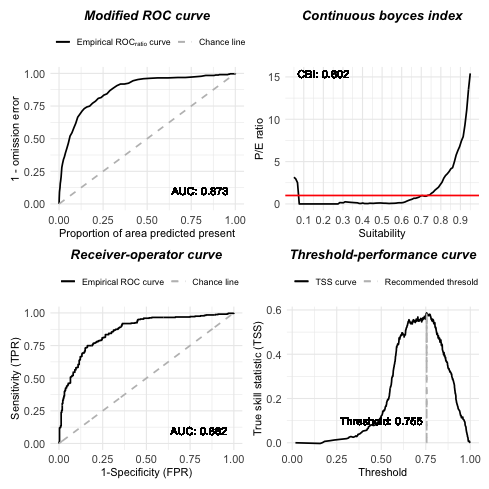 Modified ROC curve
Empirical ROCratio curve
Chance line
1.00
0.75
0.50
0.25
0.00
1 - omission error
AUC: 0.873
0.00 0.25 0.50 0.75 1.00
Proportion of area predicted present
Continuous boyces index
CBI: 0.602
15
10
5
0
P/E ratio
0.1 0.2 0.3 0.4 0.5 0.6 0.7 0.8 0.9
Suitability
Receiver-operator curve
Empirical ROC curve
Chance line
1.00
0.75
0.50
0.25
0.00
Sensitivity (TPR)
0.00 0.25 0.50 0.75 1.00
1-Specificity (FPR)
Threshold-performance curve
TSS curve
Recommended thresold
0.6
0.4
0.2
0.0
True skill statistic (TSS)
Threshold: 0.755
0.00 0.25 0.50 0.75 1.00
Threshold